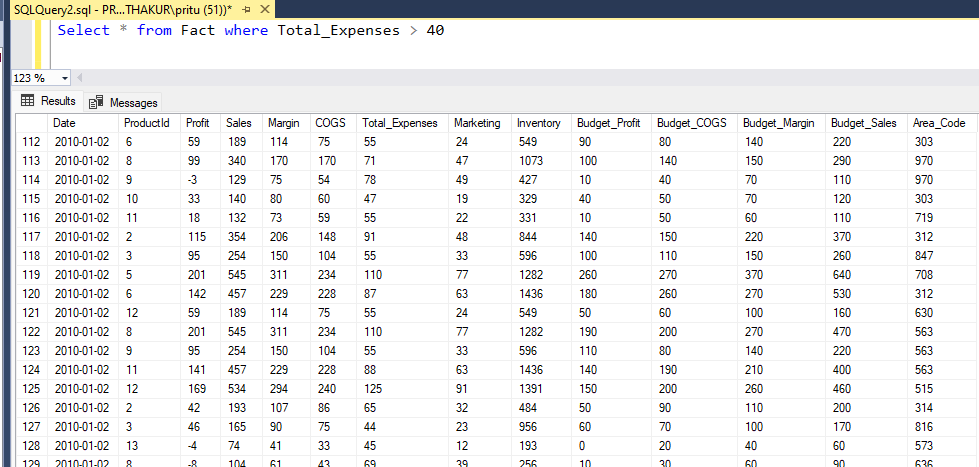 SQLQuery2.sql - PR...THAKUR\pritu (51))*
Select * from Fact where Total_Expenses > 40
123 %
Results Messages
Date ProductId Profit Sales Margin COGS Total_Expenses Marketing Inventory Budget_Profit Budget_COGS Budget_Margin Budget_Sales Area_Code
112 2010-01-02 6 59 189 114 75 55 24 549 90 80 140 220 303
113 2010-01-02 8 99 340 170 170 71 47 1073 100 140 150 290 970
114 2010-01-02 9 -3 129 75 54 78 49 427 10 40 70 110 970
115 2010-01-02 10 33 140 80 60 47 19 329 40 50 70 120 303
116 2010-01-02 11 18 132 73 59 55 22 331 10 50 60 110 719
117 2010-01-02 2 115 354 206 148 91 48 844 140 150 220 370 312
118 2010-01-02 3 95 254 150 104 55 33 596 100 110 150 260 847
119 2010-01-02 5 201 545 311 234 110 77 1282 260 270 370 640 708
120 2010-01-02 6 142 457 229 228 87 63 1436 180 260 270 530 312
121 2010-01-02 12 59 189 114 75 55 24 549 50 60 100 160 630
122 2010-01-02 8 201 545 311 234 110 77 1282 190 200 270 470 563
123 2010-01-02 9 95 254 150 104 55 33 596 110 80 140 220 563
124 2010-01-02 11 141 457 229 228 88 63 1436 140 190 210 400 563
125 2010-01-02 12 169 534 294 240 125 91 1391 150 200 260 460 515
126 2010-01-02 2 42 193 107 86 65 32 484 50 90 110 200 314
127 2010-01-02 3 46 165 90 75 44 23 956 60 70 100 170 816
128 2010-01-02 13 -4 74 41 33 45 12 193 0 20 40 60 573
129 2010-01-02 8 -8 104 61 43 69 39 256 10 30 60 90 636